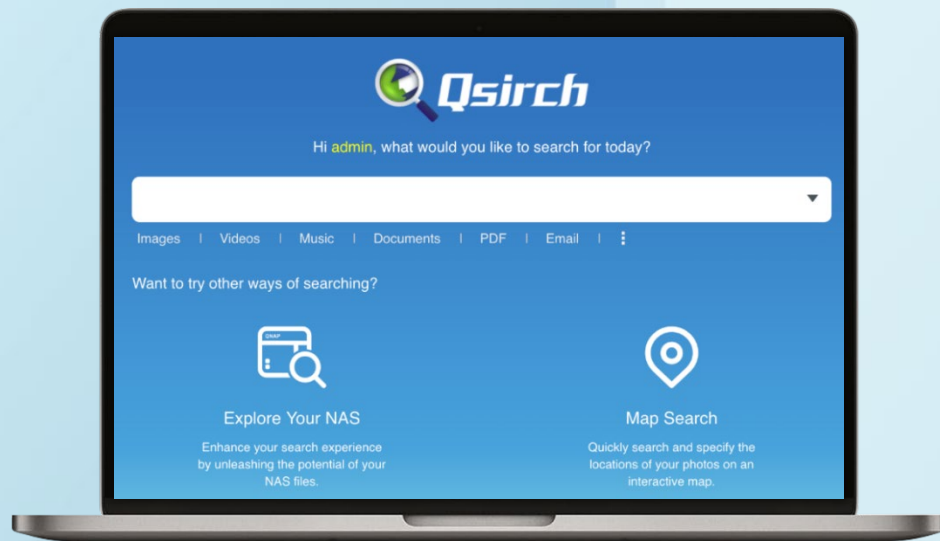 Qsirch
Hi admin, what would you like to search for today?
Images | Videos | Music | Documents | PDF | Email |
Want to try other ways of searching?
QNAP
Explore Your NAS
Enhance your search experience
by unleashing the potential of your
NAS files.
Map Search
Quickly search and specify the
locations of your photos on an
interactive map.